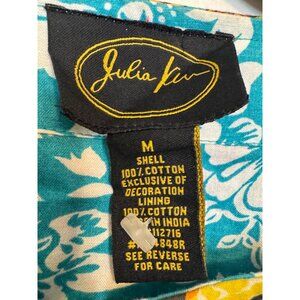 Julia
M
SHELL
100% COTTON
EXCLUSIVE OF
DECORATION
LINING
100% COTTON
IN INDIA
112716
4848R
SEE REVERSE
FOR CARE